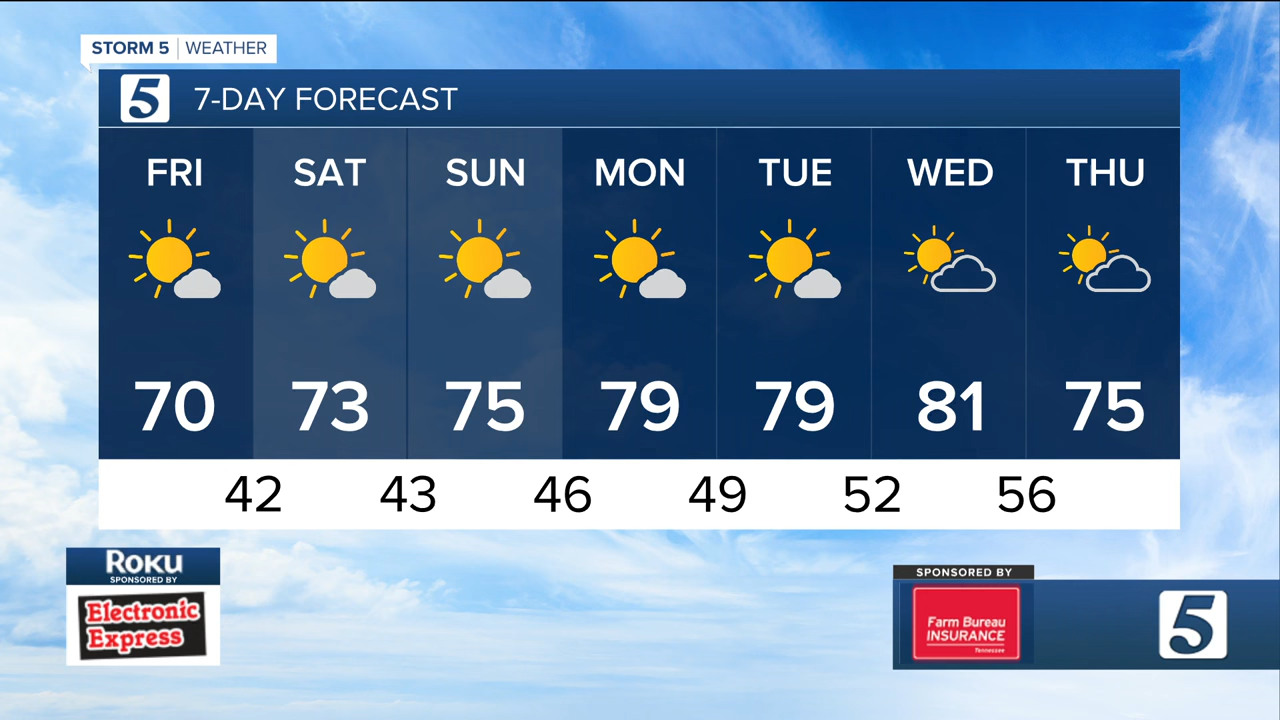 STORM 5 | WEATHER
5 7-DAY FORECAST
FRI SAT SUN MON TUE WED THU
70 73 75 79 79 81 75
42 43 46 49 52 56
ROKU
SPONSORED BY
Electronic
Express
SPONSORED BY
Farm Bureau
INSURANCE
Tennessee
5